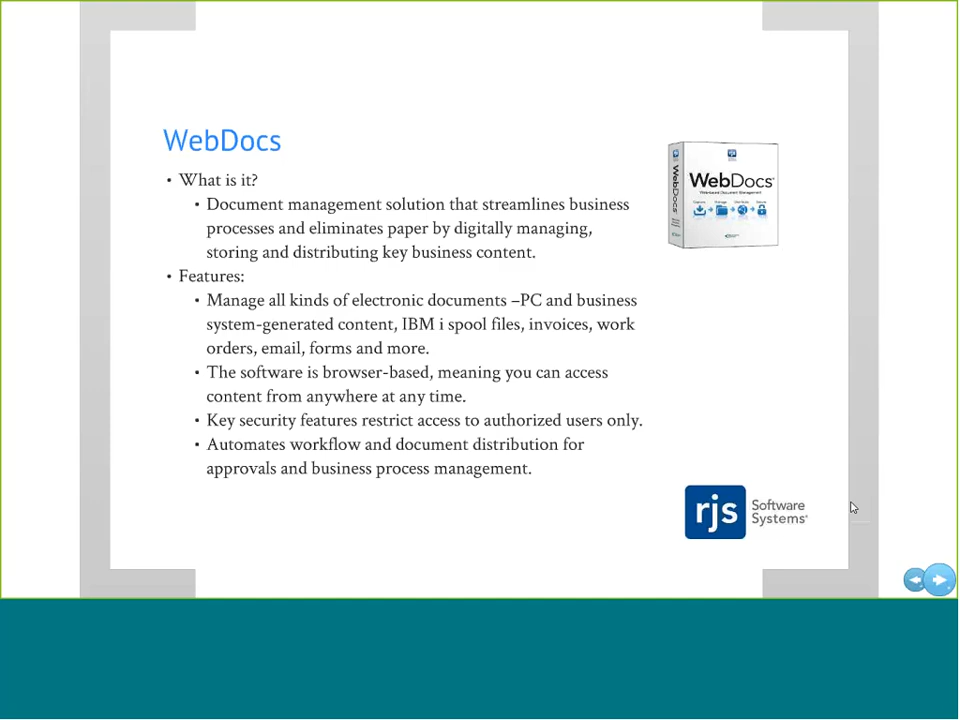 WebDocs
• What is it?
• Document management solution that streamlines business
processes and eliminates paper by digitally managing,
storing and distributing key business content.
• Features:
• Manage all kinds of electronic documents –PC and business
system-generated content, IBM i spool files, invoices, work
orders, email, forms and more.
• The software is browser-based, meaning you can access
content from anywhere at any time.
• Key security features restrict access to authorized users only.
• Automates workflow and document distribution for
approvals and business process management.
WebDocs
WebDocs
rjs Software
Systems